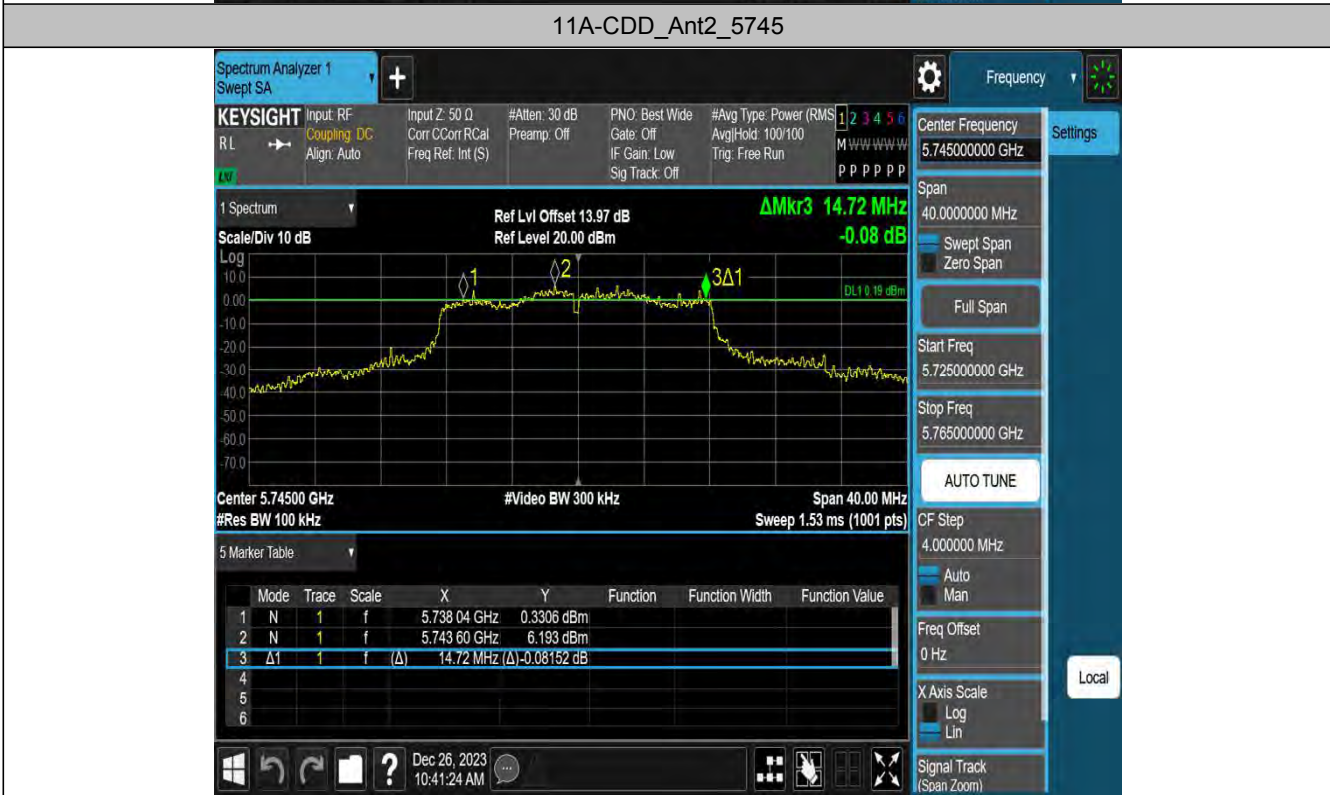 11A-CDD_Ant2_5745
Spectrum Analyzer 1
Swept SA
+
Frequency
KEYSIGHT
RL
Input: RF
Coupling: DC
Align: Auto
Input Z: 50 Ω
Corr CCorr RCal
Freq Ref: Int (S)
#Atten: 30 dB
Preamp: Off
PNO: Best Wide
Gate: Off
IF Gain: Low
Sig Track: Off
#Avg Type: Power (RMS
Avg|Hold: 100/100
Trig: Free Run
1 2 3 4 5 6
M W W W W W
P P P P P P
Center Frequency
5.745000000 GHz
Settings
Span
40.0000000 MHz
Swept Span
Zero Span
Full Span
Start Freq
5.725000000 GHz
Stop Freq
5.765000000 GHz
AUTO TUNE
CF Step
4.000000 MHz
Auto
Man
Freq Offset
0 Hz
X Axis Scale
Log
Lin
Signal Track
(Span Zoom)
Local
1 Spectrum
Scale/Div 10 dB
Ref Lvl Offset 13.97 dB
Ref Level 20.00 dBm
ΔMkr3 14.72 MHz
-0.08 dB
Log
10.0
0.00
-10.0
-20.0
-30.0
-40.0
-50.0
-60.0
-70.0
1
2
3Δ1
DL1 0.19 dBm
Center 5.74500 GHz
#Video BW 300 kHz
Span 40.00 MHz
#Res BW 100 kHz
Sweep 1.53 ms (1001 pts)
5 Marker Table
Mode Trace Scale X Y Function Function Width Function Value
1 N 1 f 5.738 04 GHz 0.3306 dBm
2 N 1 f 5.743 60 GHz 6.193 dBm
3 Δ1 1 f (Δ) 14.72 MHz (Δ) -0.08152 dB
4
5
6
?
Dec 26, 2023
10:41:24 AM